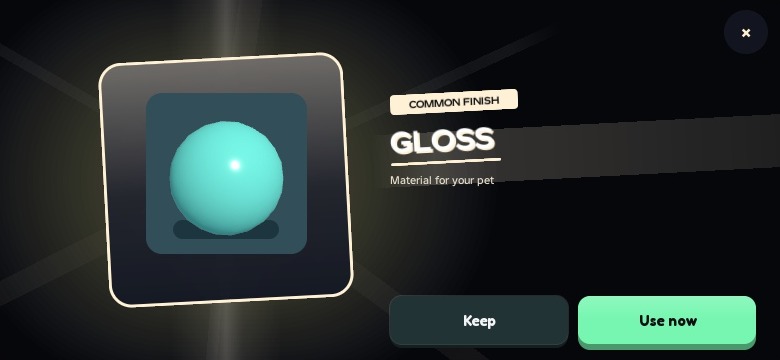 ×
COMMON FINISH
GLOSS
Material for your pet
Keep
Use now